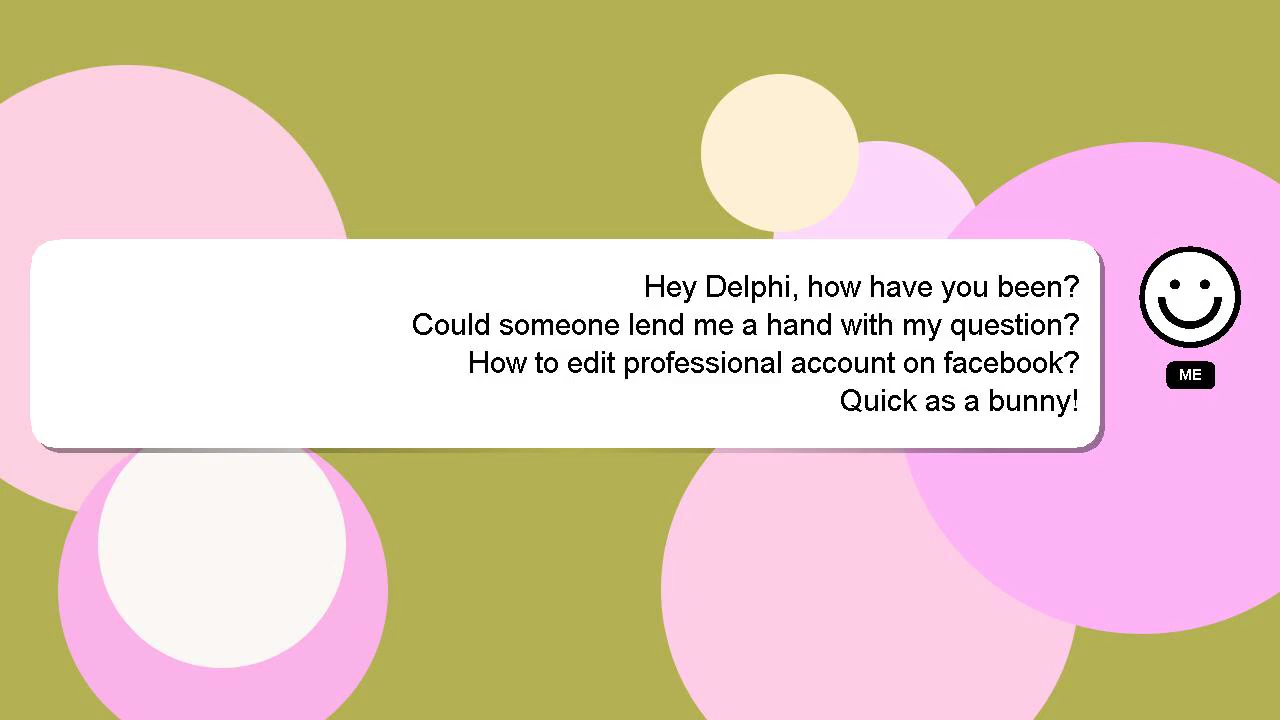 Hey Delphi, how have you been?
Could someone lend me a hand with my question?
How to edit professional account on facebook?
Quick as a bunny!
ME